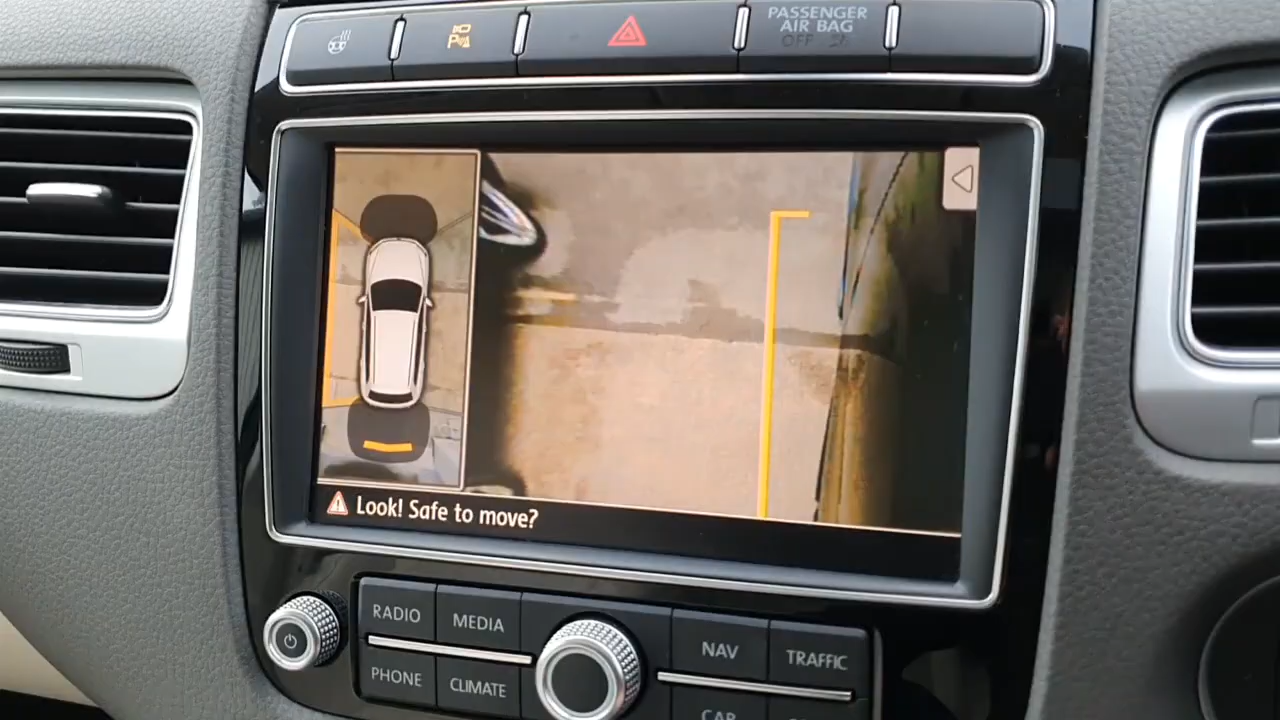 PASSENGER
AIR BAG
OFF
Look! Safe to move?
RADIO
MEDIA
NAV
TRAFFIC
PHONE
CLIMATE
CAR